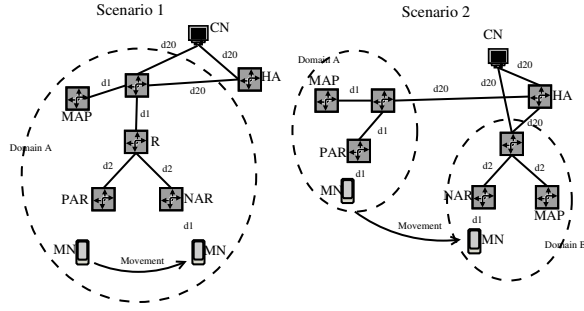 Scenario 1
CN
d20
d1
d20
HA
MAP
d1
Domain A
R
d2
d2
PAR
NAR
d1
MN
MN
Movement
Scenario 2
CN
Domain A
MAP
d20
d1
d20
HA
d1
d20
PAR
d1
MN
d2
d2
NAR
MAP
d1
Movement
MN
Domain B